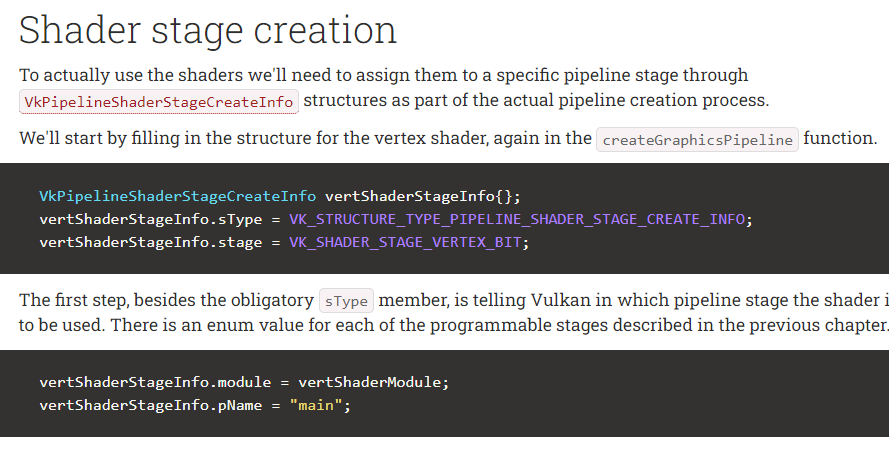 Shader stage creation
To actually use the shaders we'll need to assign them to a specific pipeline stage through
VkPipelineShaderStageCreateInfo structures as part of the actual pipeline creation process.
We'll start by filling in the structure for the vertex shader, again in the createGraphicsPipeline function.
VkPipelineShaderStageCreateInfo vertShaderStageInfo{};
vertShaderStageInfo.sType = VK_STRUCTURE_TYPE_PIPELINE_SHADER_STAGE_CREATE_INFO;
vertShaderStageInfo.stage = VK_SHADER_STAGE_VERTEX_BIT;
The first step, besides the obligatory sType member, is telling Vulkan in which pipeline stage the shader i
to be used. There is an enum value for each of the programmable stages described in the previous chapter.
vertShaderStageInfo.module = vertShaderModule;
vertShaderStageInfo.pName = "main";